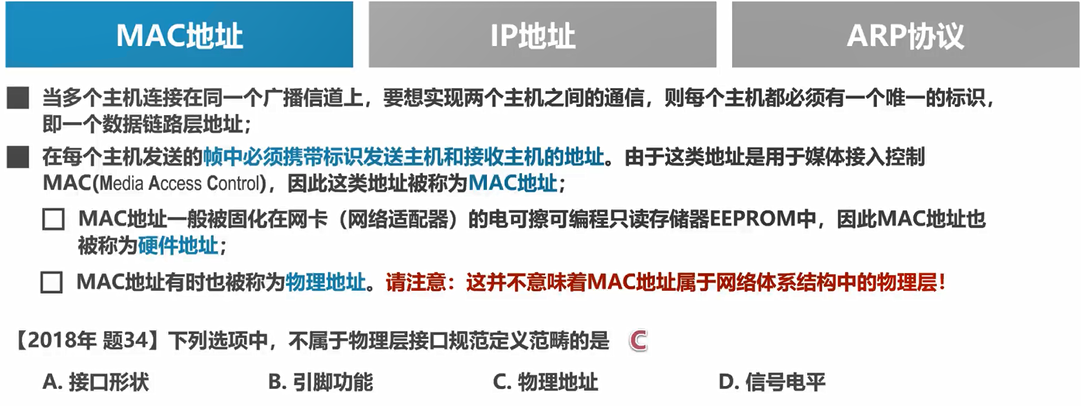 MAC地址
IP地址
ARP协议
当多个主机连接在同一个广播信道上，要想实现两个主机之间的通信，则每个主机都必须有一个唯一的标识，
即一个数据链路层地址；
在每个主机发送的帧中必须携带标识发送主机和接收主机的地址。由于这类地址是用于媒体接入控制
MAC(Media Access Control)，因此这类地址被称为MAC地址；
MAC地址一般被固化在网卡（网络适配器）的电可擦可编程只读存储器EEPROM中，因此MAC地址也
被称为硬件地址；
MAC地址有时也被称为物理地址。请注意：这并不意味着MAC地址属于网络体系结构中的物理层！
【2018年 题34】下列选项中，不属于物理层接口规范定义范畴的是 C
A. 接口形状 B. 引脚功能 C. 物理地址 D. 信号电平